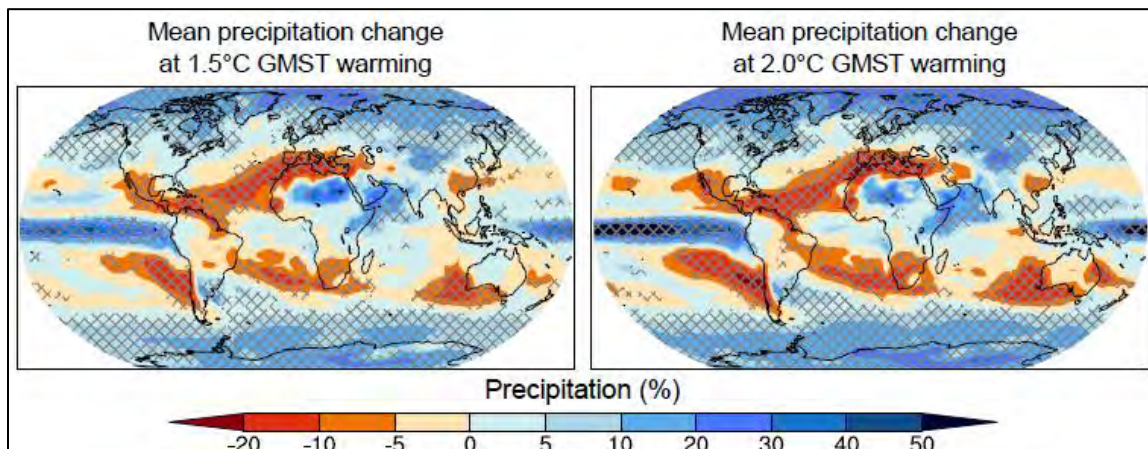 Mean precipitation change
at 1.5°C GMST warming
Mean precipitation change
at 2.0°C GMST warming
Precipitation (%)
-20 -10 -5 0 5 10 20 30 40 50